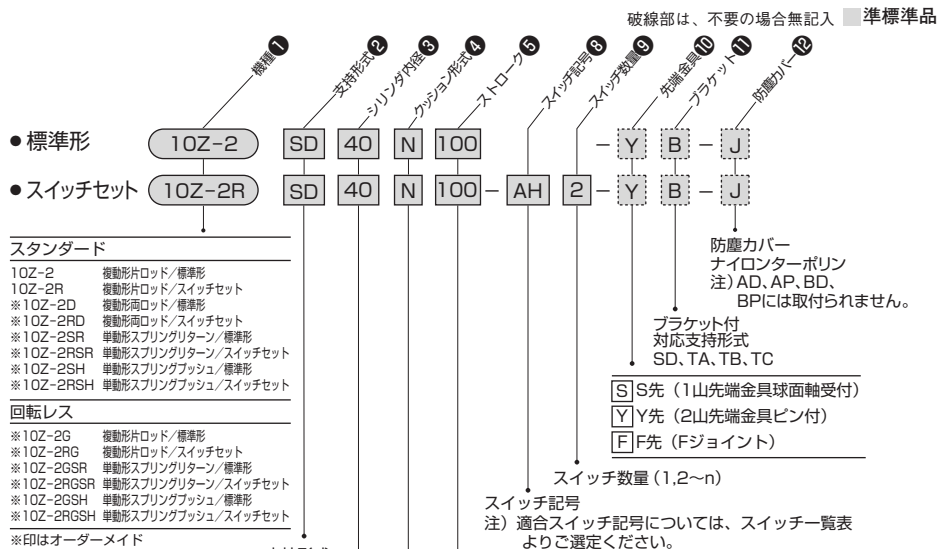 破線部は、不要の場合無記入 準標準品
機種❶
支持形式❷
シリンダ内径❸
クッション形式❹
ストローク❺
スイッチ記号❽
スイッチ数量❾
先端金具❿
ブラケット⓫
防塵カバー⓬
●標準形 10Z-2 SD 40 N 100 - Y B - J
●スイッチセット 10Z-2R SD 40 N 100 - AH 2 - Y B - J
スタンダード
10Z-2 複動形片ロッド/標準形
10Z-2R 複動形片ロッド/スイッチセット
※10Z-2D 複動形両ロッド/標準形
※10Z-2RD 複動形両ロッド/スイッチセット
※10Z-2SR 単動形スプリングリターン/標準形
※10Z-2RSR 単動形スプリングリターン/スイッチセット
※10Z-2SH 単動形スプリングプッシュ/標準形
※10Z-2RSH 単動形スプリングプッシュ/スイッチセット
回転レス
※10Z-2G 複動形片ロッド/標準形
※10Z-2RG 複動形片ロッド/スイッチセット
※10Z-2GSR 単動形スプリングリターン/標準形
※10Z-2RGSR 単動形スプリングリターン/スイッチセット
※10Z-2GSH 単動形スプリングプッシュ/標準形
※10Z-2RGSH 単動形スプリングプッシュ/スイッチセット
※印はオーダーメイド
防塵カバー
ナイロンターポリン
注)AD、AP、BD、
BPには取付られません。
ブラケット付
対応支持形式
SD、TA、TB、TC
S S先(1山先端金具球面軸受付)
Y Y先(2山先端金具ピン付)
F F先(Fジョイント)
スイッチ数量(1,2〜n)
スイッチ記号
注)適合スイッチ記号については、スイッチ一覧表
よりご選定ください。